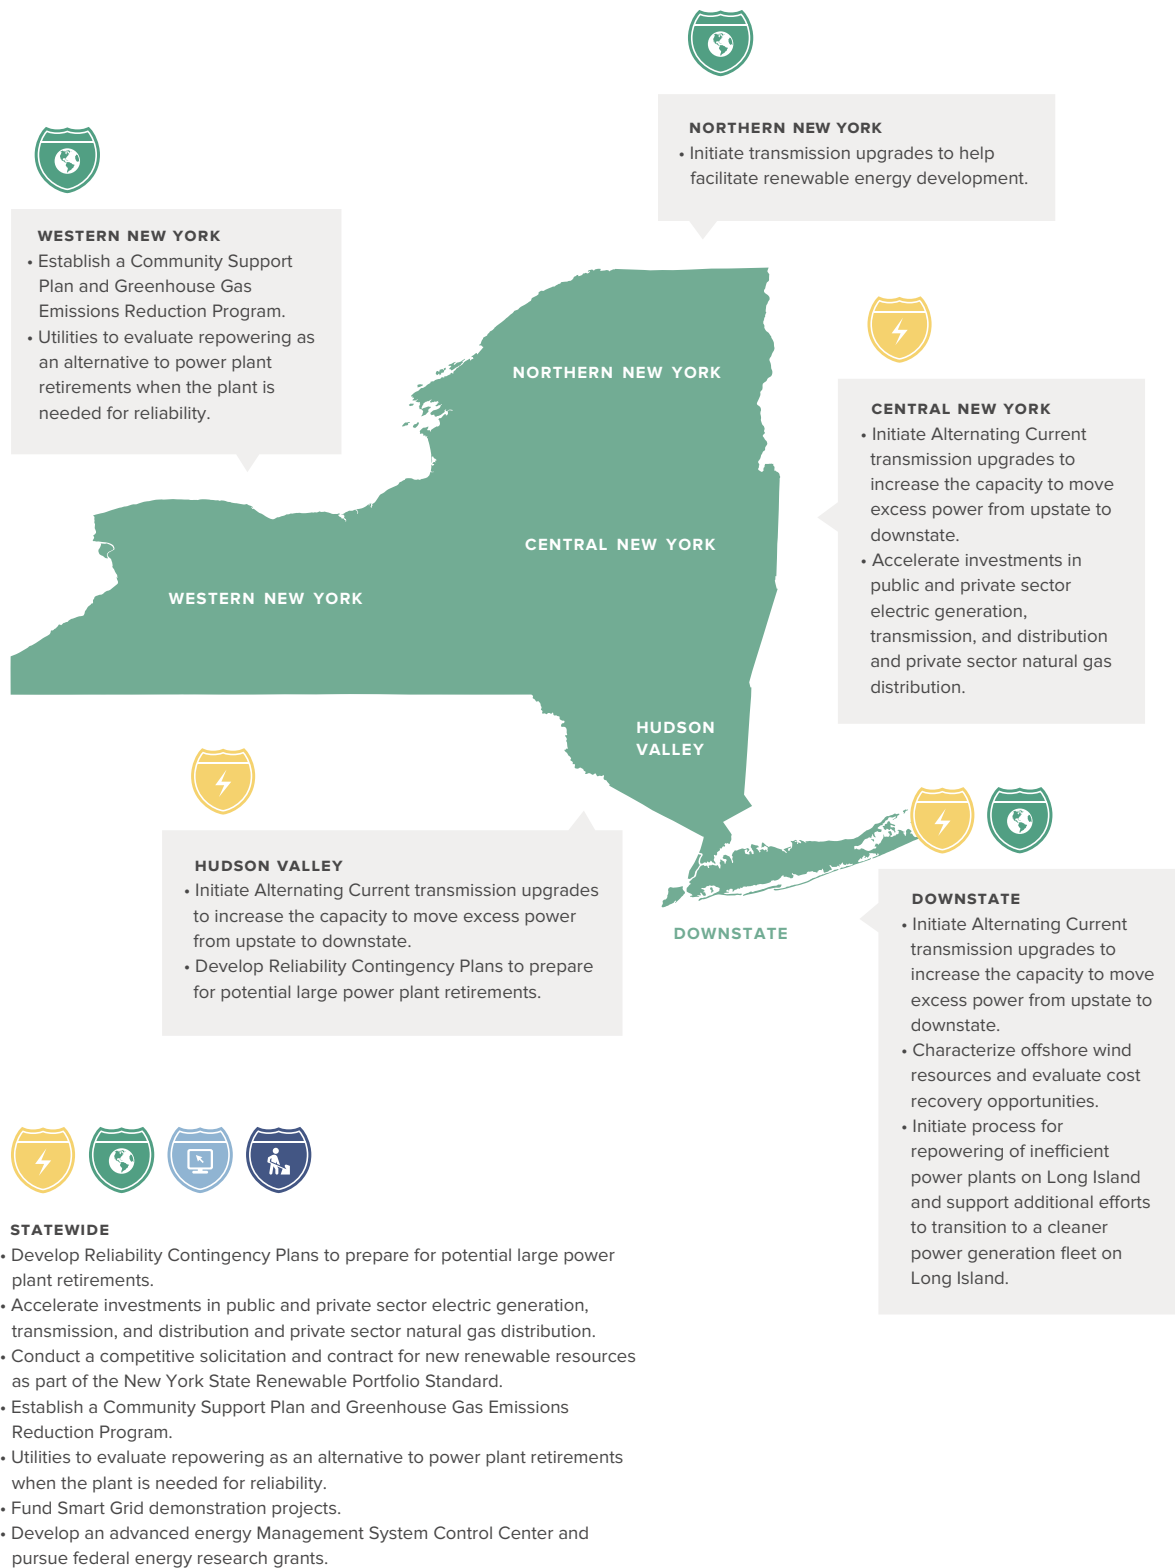 NORTHERN NEW YORK
• Initiate transmission upgrades to help
facilitate renewable energy development.
WESTERN NEW YORK
• Establish a Community Support
Plan and Greenhouse Gas
Emissions Reduction Program.
• Utilities to evaluate repowering as
an alternative to power plant
retirements when the plant is
needed for reliability.
NORTHERN NEW YORK
CENTRAL NEW YORK
• Initiate Alternating Current
transmission upgrades to
increase the capacity to move
excess power from upstate to
downstate.
• Accelerate investments in
public and private sector
electric generation,
transmission, and distribution
and private sector natural gas
distribution.
CENTRAL NEW YORK
WESTERN NEW YORK
HUDSON
VALLEY
HUDSON VALLEY
• Initiate Alternating Current transmission upgrades
to increase the capacity to move excess power
from upstate to downstate.
• Develop Reliability Contingency Plans to prepare
for potential large power plant retirements.
DOWNSTATE
DOWNSTATE
• Initiate Alternating Current
transmission upgrades to
increase the capacity to move
excess power from upstate to
downstate.
• Characterize offshore wind
resources and evaluate cost
recovery opportunities.
• Initiate process for
repowering of inefficient
power plants on Long Island
and support additional efforts
to transition to a cleaner
power generation fleet on
Long Island.
STATEWIDE
• Develop Reliability Contingency Plans to prepare for potential large power
plant retirements.
• Accelerate investments in public and private sector electric generation,
transmission, and distribution and private sector natural gas distribution.
• Conduct a competitive solicitation and contract for new renewable resources
as part of the New York State Renewable Portfolio Standard.
• Establish a Community Support Plan and Greenhouse Gas Emissions
Reduction Program.
• Utilities to evaluate repowering as an alternative to power plant retirements
when the plant is needed for reliability.
• Fund Smart Grid demonstration projects.
• Develop an advanced energy Management System Control Center and
pursue federal energy research grants.